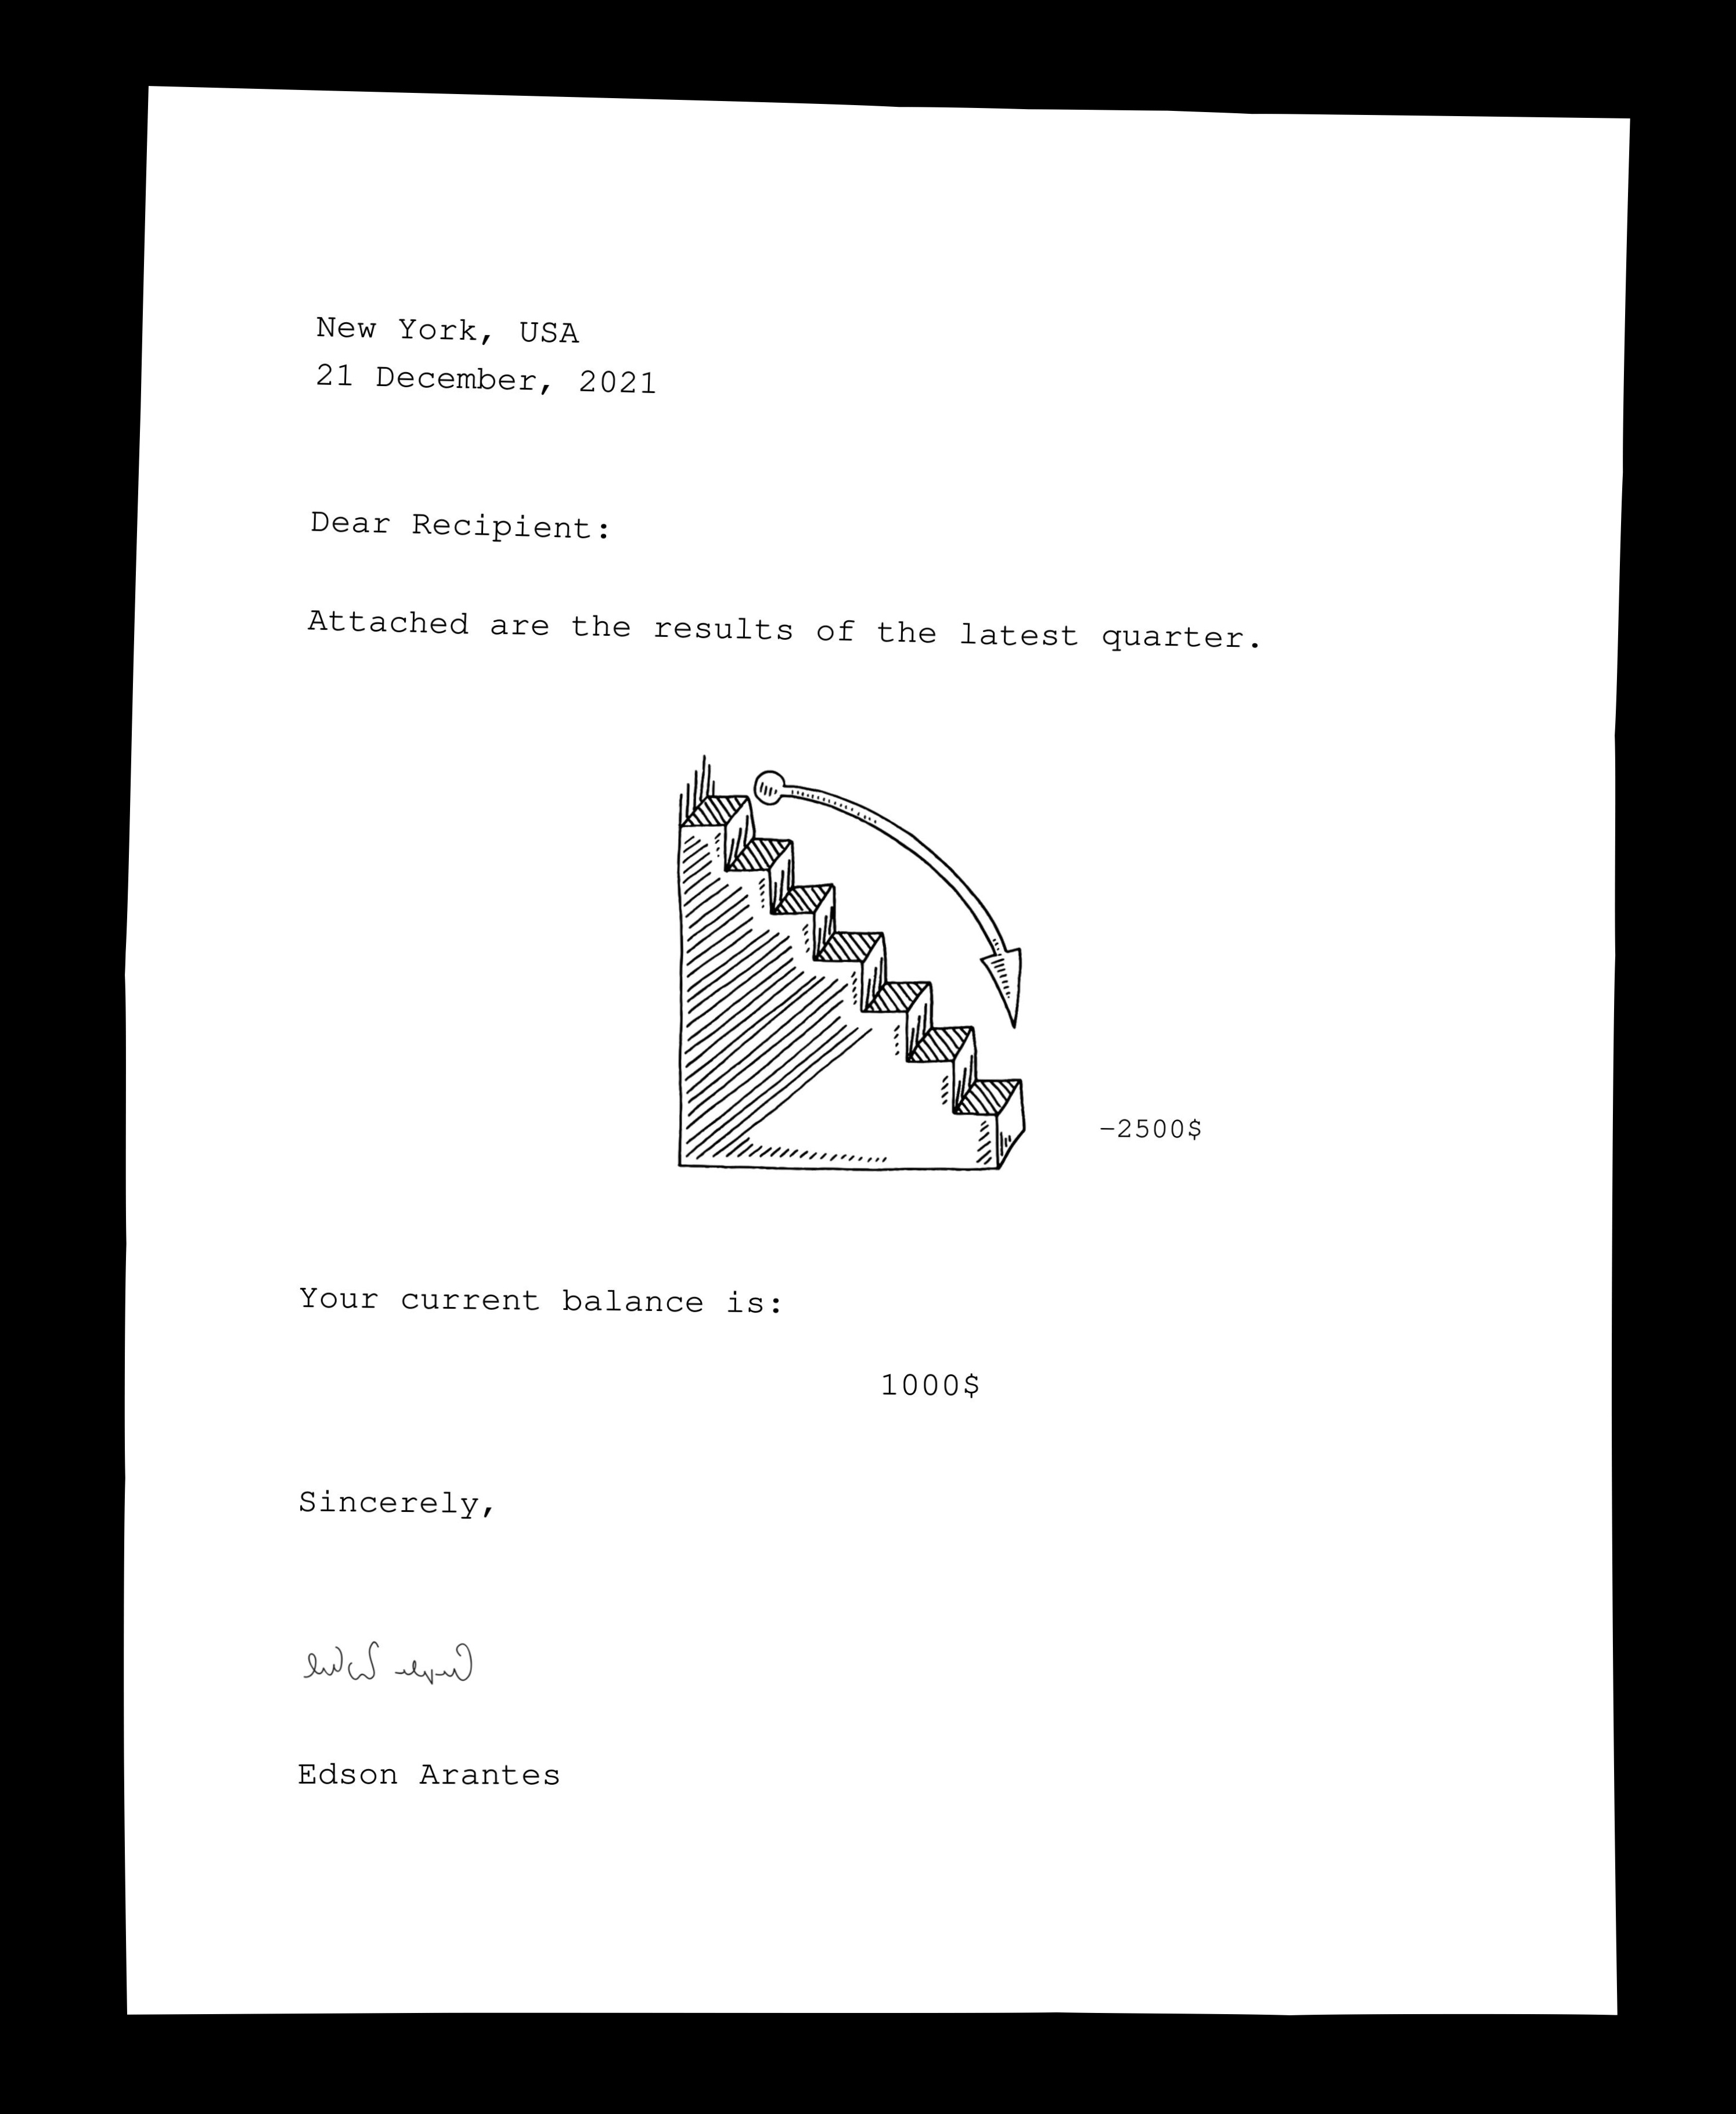 New York, USA
21 December, 2021
Dear Recipient:
Attached are the results of the latest quarter.
-2500$
Your current balance is:
1000$
Sincerely,
Edson Arantes